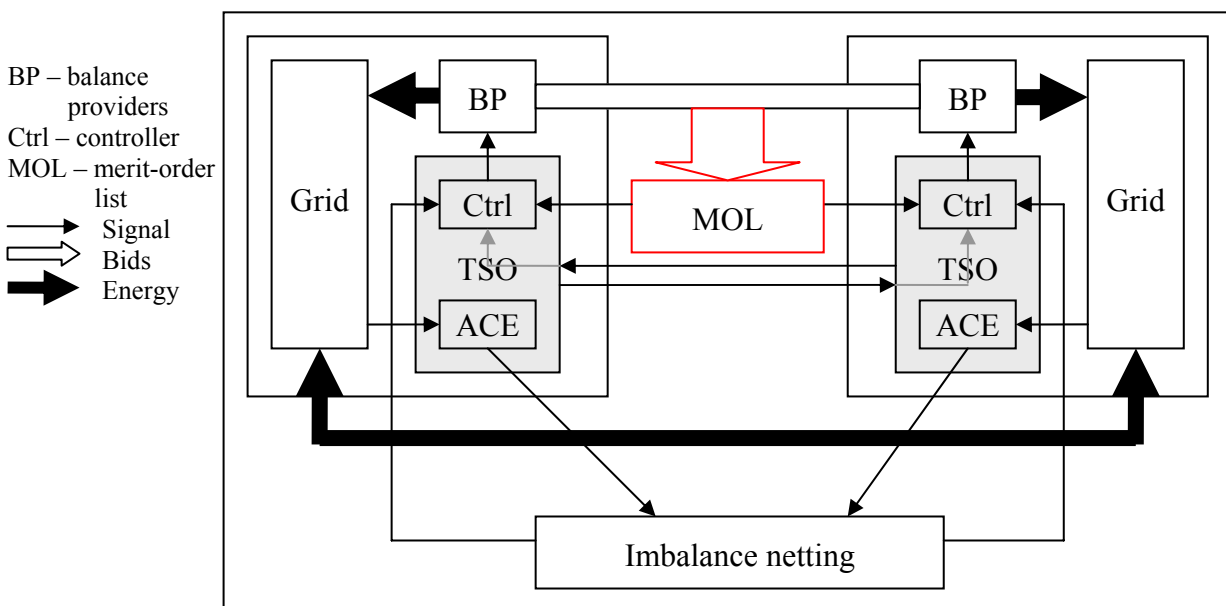 BP – balance
providers
Ctrl – controller
MOL – merit-order
list
Signal
Bids
Energy
Grid
BP
Ctrl
TSO
ACE
MOL
BP
Ctrl
TSO
ACE
Grid
Imbalance netting